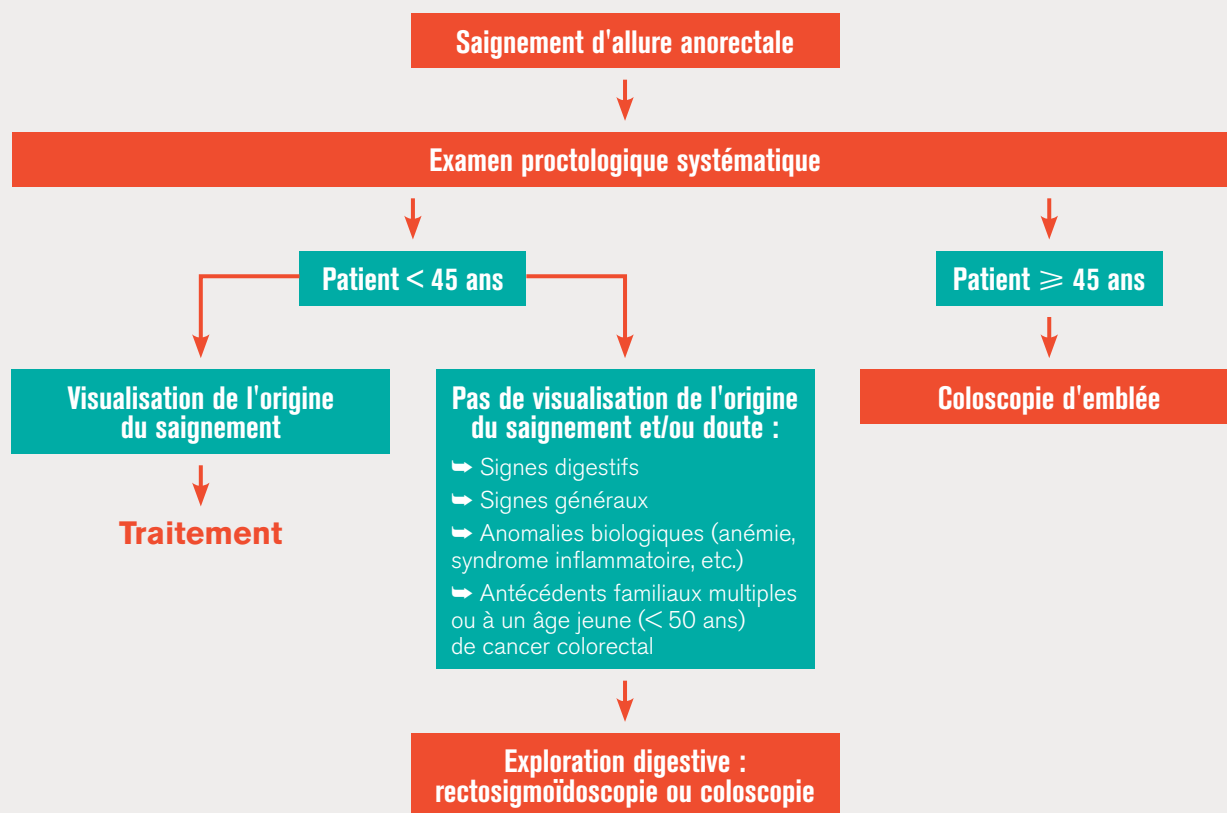 Saignement d'allure anorectale
Examen proctologique systématique
Patient < 45 ans
Patient ⩾ 45 ans
Visualisation de l'origine
du saignement
Traitement
Pas de visualisation de l'origine
du saignement et/ou doute :
➥ Signes digestifs
➥ Signes généraux
➥ Anomalies biologiques (anémie,
syndrome inflammatoire, etc.)
➥ Antécédents familiaux multiples
ou à un âge jeune (< 50 ans)
de cancer colorectal
Exploration digestive :
rectosigmoïdoscopie ou coloscopie
Coloscopie d'emblée